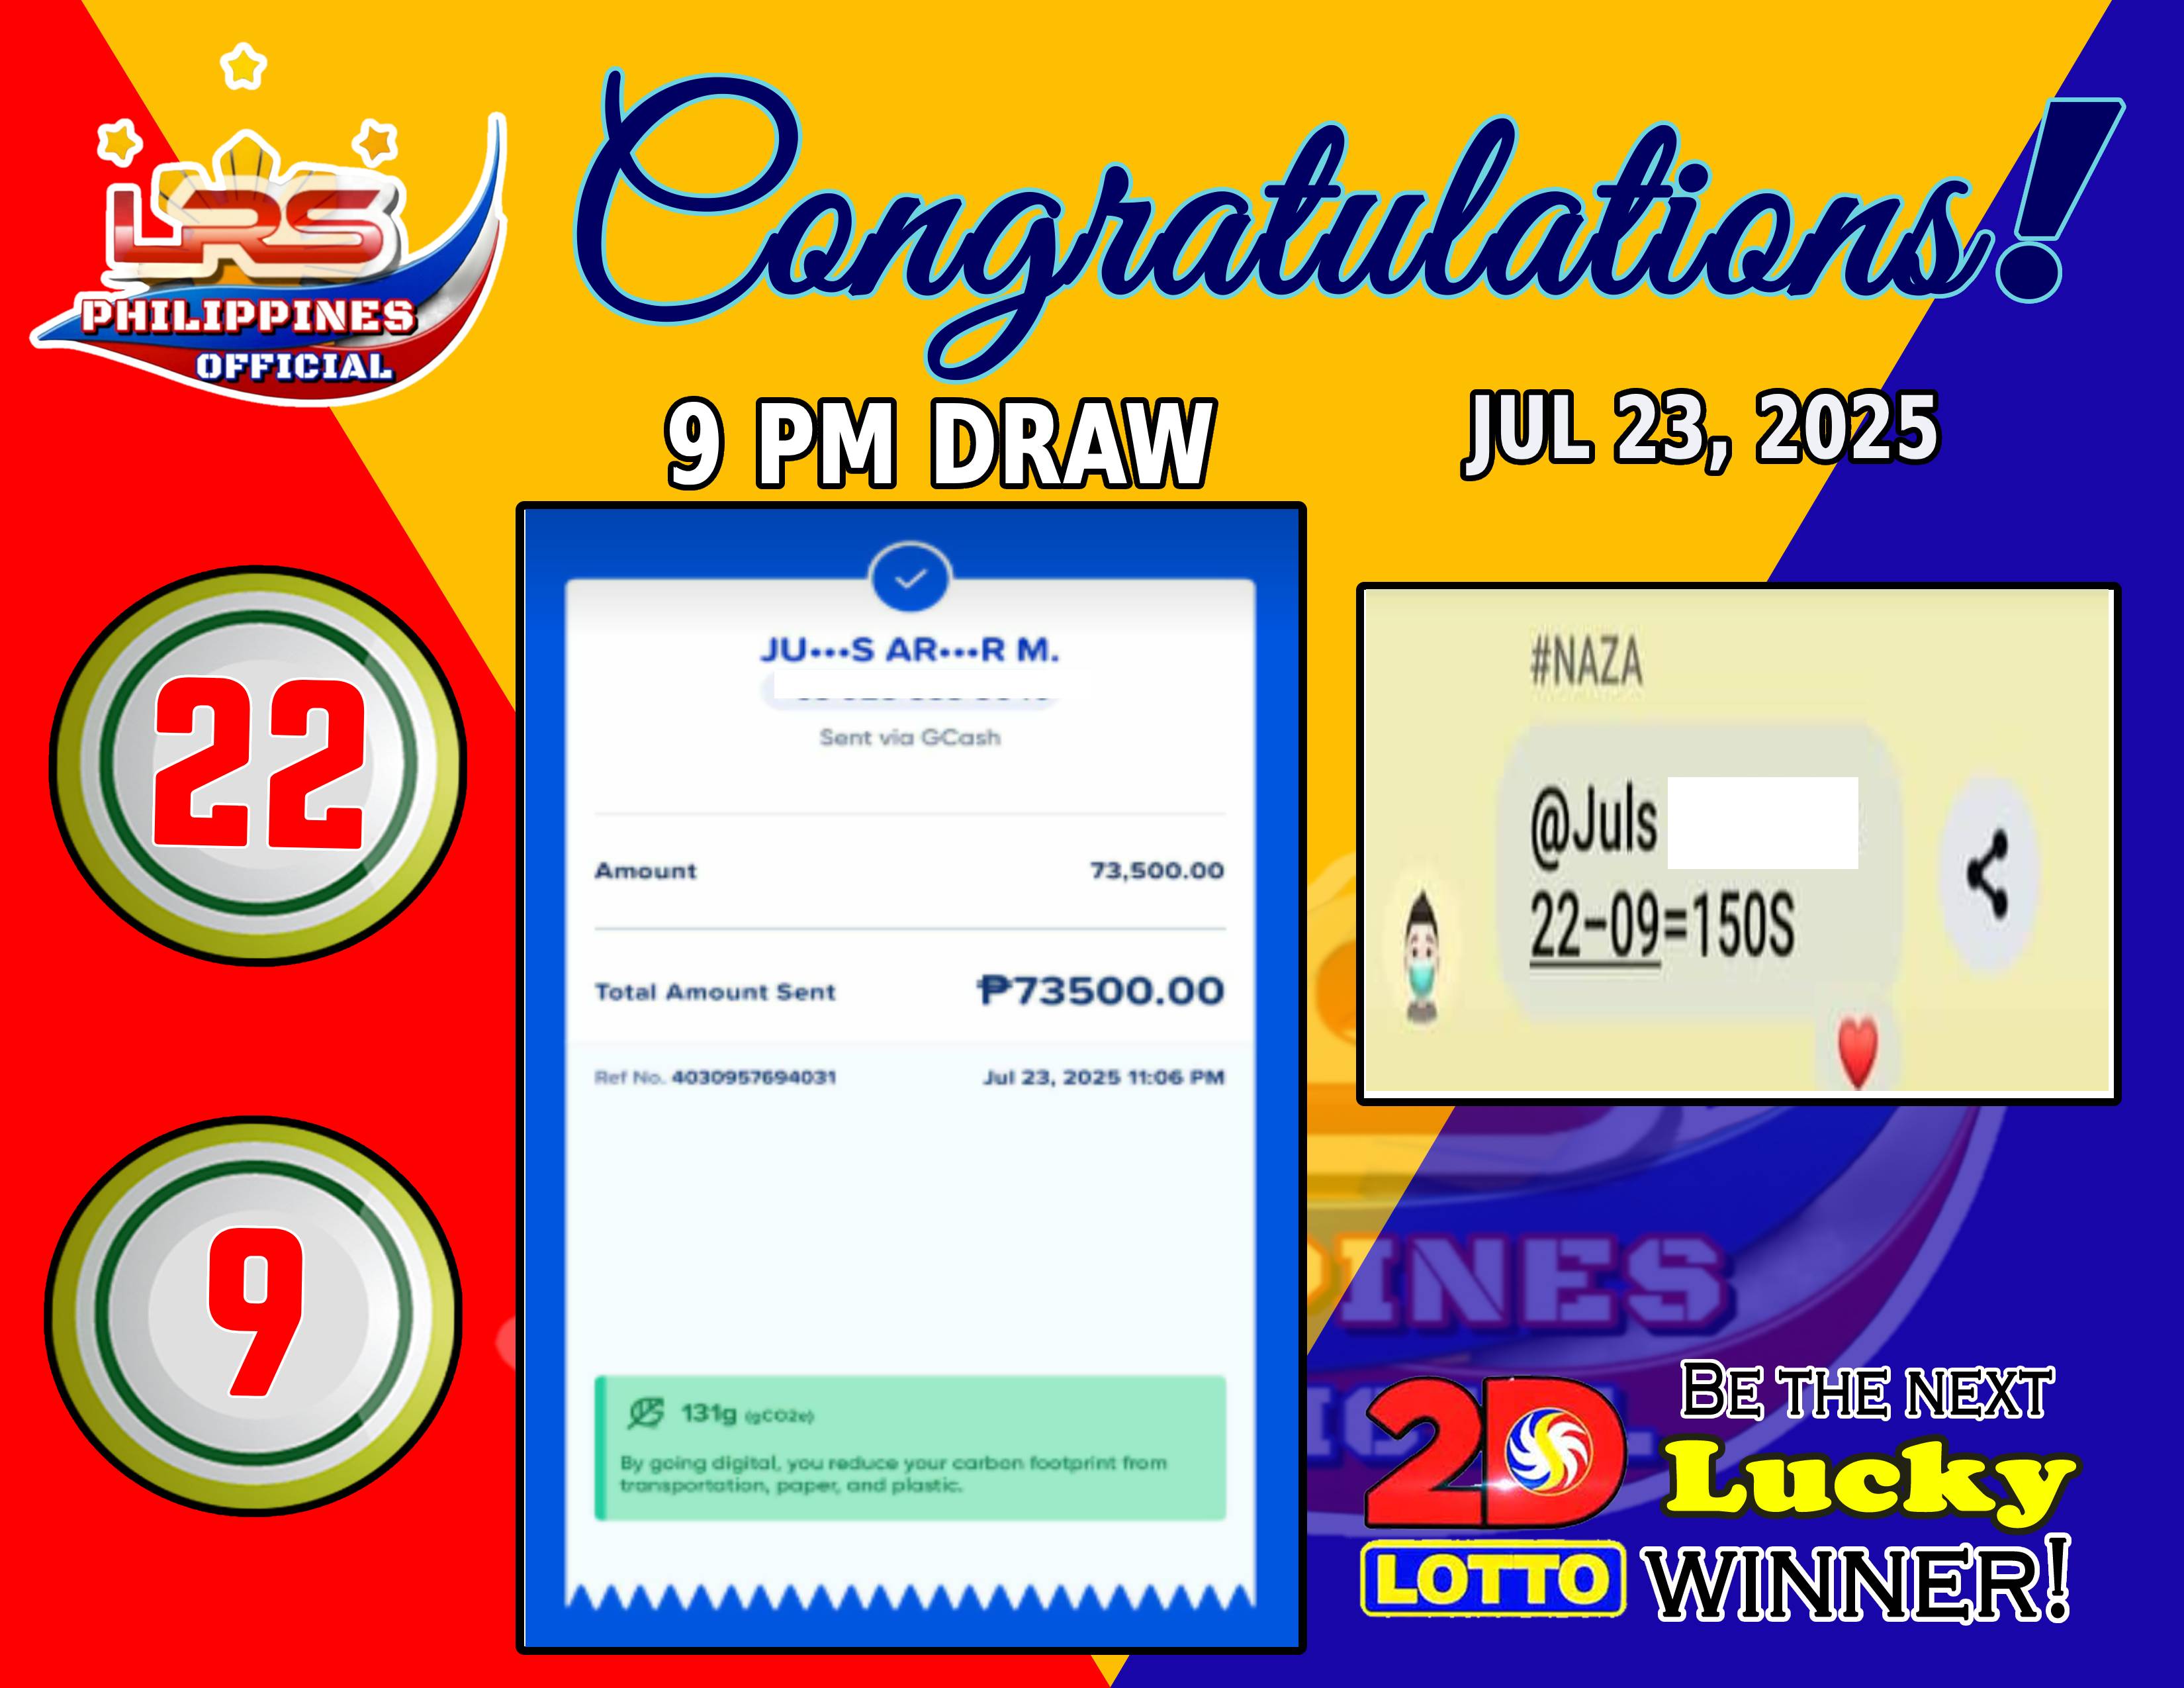 LRS
PHILIPPINES
OFFICIAL
Congratulations!
9 PM DRAW
JUL 23, 2025
22
9
JU•••S AR•••R M.
Sent via GCash
Amount 73,500.00
Total Amount Sent ₱73500.00
Ref No. 4030957694031 Jul 23, 2025 11:06 PM
131g (gCO2e)
By going digital, you reduce your carbon footprint from
transportation, paper, and plastic.
#NAZA
@Juls
22-09=150S
PINES
2D
LOTTO
BE THE NEXT
Lucky
WINNER!